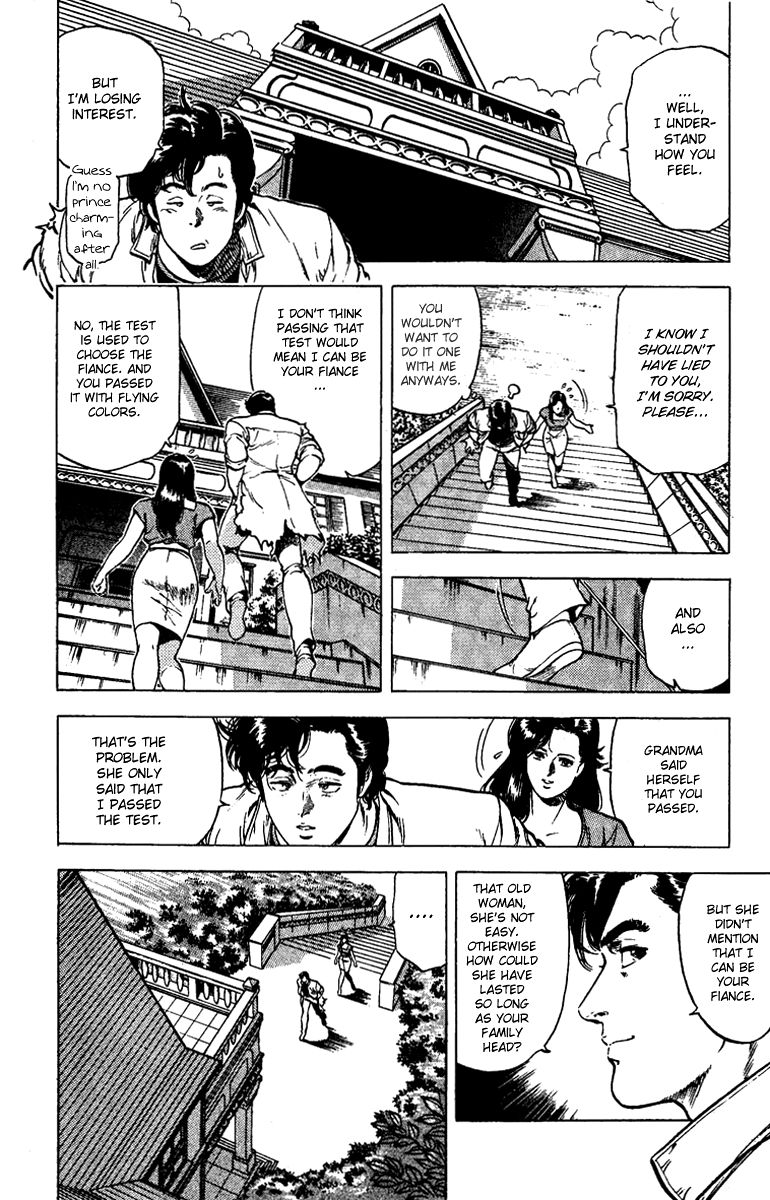 ...
WELL,
I UNDER-
STAND
HOW YOU
FEEL.
BUT
I'M LOSING
INTEREST.
Guess
I'm no
prince
charm-
ing
after
all.
I KNOW I
SHOULDN'T
HAVE LIED
TO YOU,
I'M SORRY.
PLEASE...
YOU
WOULDN'T
WANT TO
DO IT ONE
WITH ME
ANYWAYS.
I DON'T THINK
PASSING THAT
TEST WOULD
MEAN I CAN BE
YOUR FIANCE
...
NO, THE TEST
IS USED TO
CHOOSE THE
FIANCE. AND
YOU PASSED
IT WITH FLYING
COLORS.
AND
ALSO
...
GRANDMA
SAID
HERSELF
THAT YOU
PASSED.
THAT'S THE
PROBLEM.
SHE ONLY
SAID THAT
I PASSED
THE TEST.
BUT SHE
DIDN'T
MENTION
THAT I
CAN BE
YOUR
FIANCE.
THAT OLD
WOMAN,
SHE'S NOT
EASY.
OTHERWISE
HOW COULD
SHE HAVE
LASTED
SO LONG
AS YOUR
FAMILY
HEAD?
....